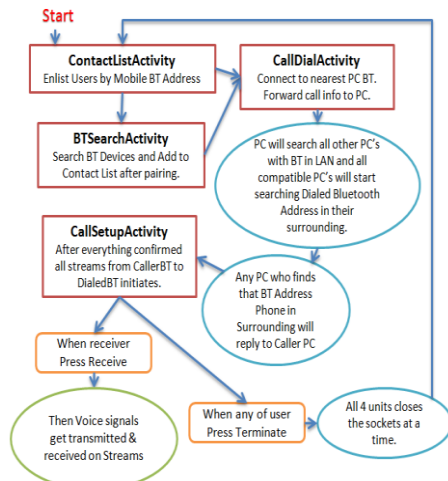 Start
ContactListActivity
Enlist Users by Mobile BT Address
CallDialActivity
Connect to nearest PC BT.
Forward call info to PC.
BTSearchActivity
Search BT Devices and Add to
Contact List after pairing.
PC will search all other PC's
with BT in LAN and all
compatible PC's will start
searching Dialed Bluetooth
Address in their
surrounding.
CallSetupActivity
After everything confirmed
all streams from CallerBT to
DialedBT initiates.
Any PC who finds
that BT Address
Phone in
Surrounding will
reply to Caller PC
When receiver
Press Receive
Then Voice signals
get transmitted &
received on Streams
When any of user
Press Terminate
All 4 units closes
the sockets at a
time.